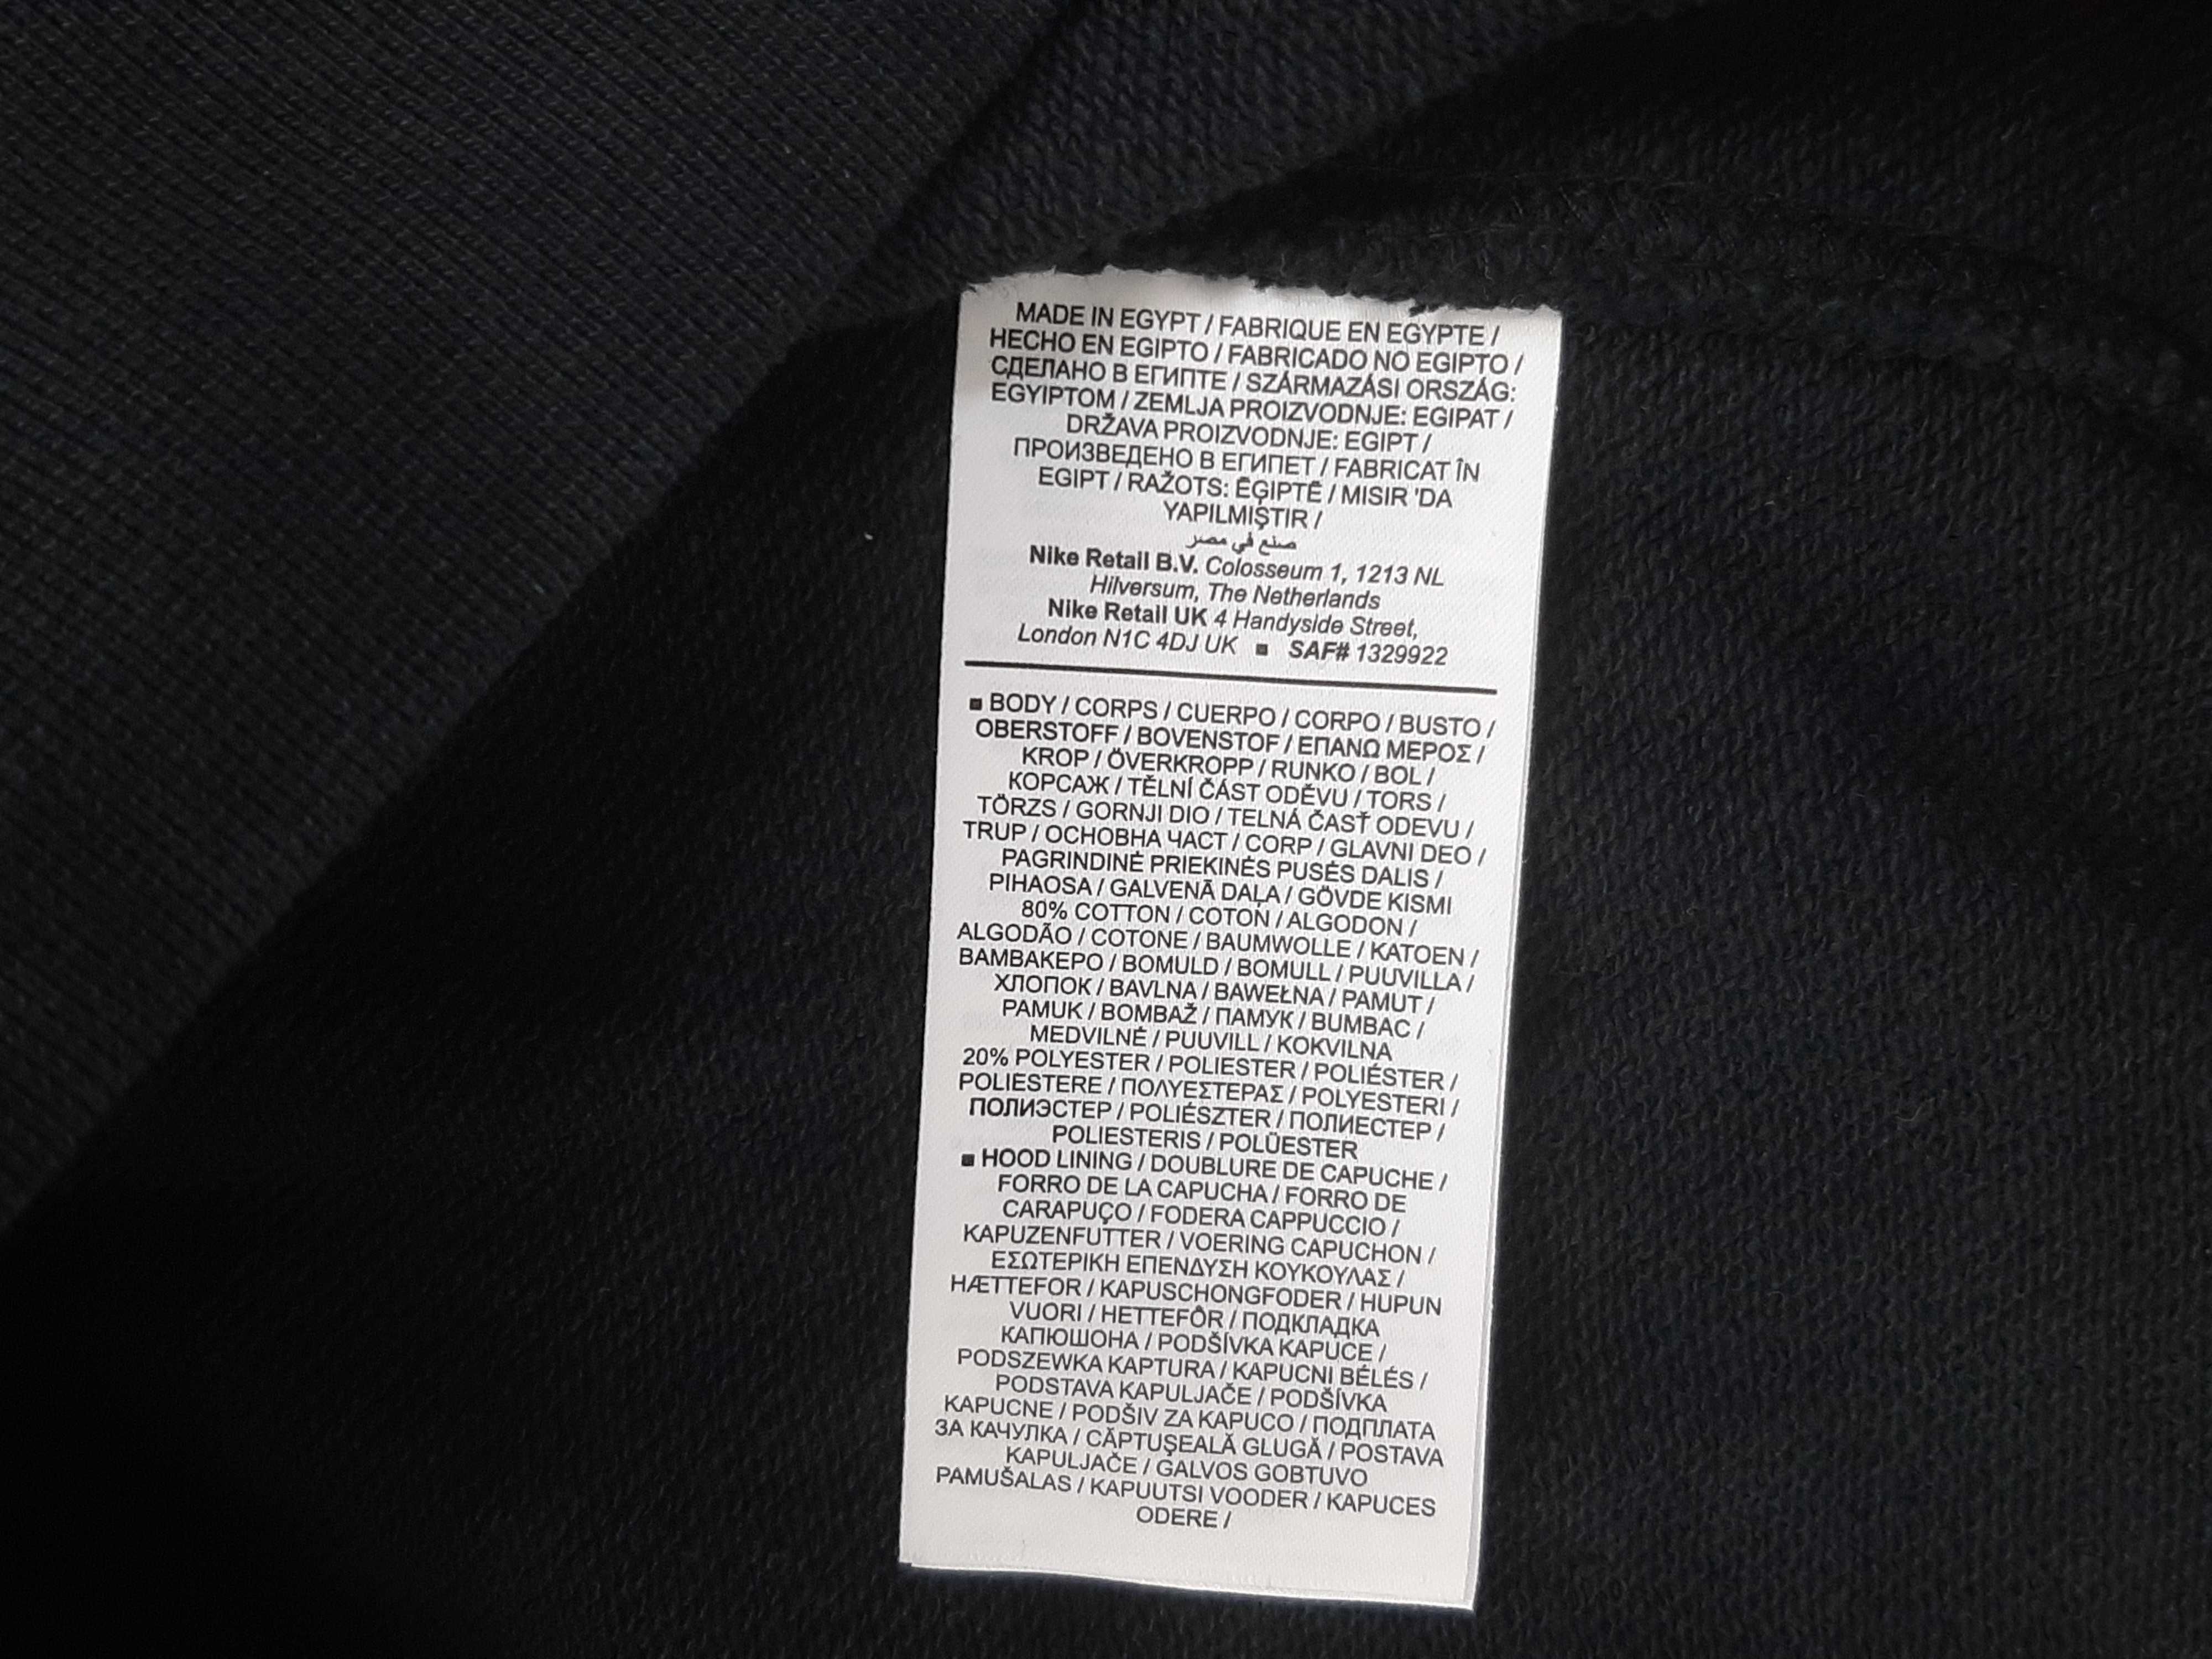 MADE IN EGYPT / FABRIQUE EN EGYPTE /
HECHO EN EGIPTO / FABRICADO NO EGIPTO /
СДЕЛАНО В ЕГИПТЕ / SZÁRMAZÁSI ORSZÁG:
EGYIPTOM / ZEMLJA PROIZVODNJE: EGIPAT /
DRŽAVA PROIZVODNJE: EGIPT /
ПРОИЗВЕДЕНО В ЕГИПЕТ / FABRICAT ÎN
EGIPT / RAŽOTS: ĒĢIPTĒ / MISIR 'DA
YAPILMIŞTIR /
صنع في مصر
Nike Retail B.V. Colosseum 1, 1213 NL
Hilversum, The Netherlands
Nike Retail UK 4 Handyside Street,
London N1C 4DJ UK ■ SAF# 1329922
■ BODY / CORPS / CUERPO / CORPO / BUSTO /
OBERSTOFF / BOVENSTOF / ΕΠΑΝΩ ΜΕΡΟΣ /
KROP / ÖVERKROPP / RUNKO / BOL /
КОРСАЖ / TĚLNÍ ČÁST ODĚVU / TORS /
TÖRZS / GORNJI DIO / TELNÁ ČASŤ ODEVU /
TRUP / ОСНОВНА ЧАСТ / CORP / GLAVNI DEO /
PAGRINDINĖ PRIEKINĖS PUSĖS DALIS /
PIHAOSA / GALVENĀ DAĻA / GÖVDE KISMI
80% COTTON / COTON / ALGODON /
ALGODÃO / COTONE / BAUMWOLLE / KATOEN /
ΒΑΜΒΑΚΕΡΟ / BOMULD / BOMULL / PUUVILLA /
ХЛОПОК / BAVLNA / BAWEŁNA / PAMUT /
PAMUK / BOMBAŽ / ПАМУК / BUMBAC /
MEDVILNĖ / PUUVILL / KOKVILNA
20% POLYESTER / POLIESTER / POLIÉSTER /
POLIESTERE / ΠΟΛΥΕΣΤΕΡΑΣ / POLYESTERI /
ПОЛИЭСТЕР / POLIÉSZTER / ПОЛИЕСТЕР /
POLIESTERIS / POLÜESTER
■ HOOD LINING / DOUBLURE DE CAPUCHE /
FORRO DE LA CAPUCHA / FORRO DE
CARAPUÇO / FODERA CAPPUCCIO /
KAPUZENFUTTER / VOERING CAPUCHON /
ΕΣΩΤΕΡΙΚΗ ΕΠΕΝΔΥΣΗ ΚΟΥΚΟΥΛΑΣ /
HÆTTEFOR / KAPUSCHONGFODER / HUPUN
VUORI / HETTEFÔR / ПОДКЛАДКА
КАПЮШОНА / PODŠÍVKA KAPUCE /
PODSZEWKA KAPTURA / KAPUCNI BÉLÉS /
PODSTAVA KAPULJAČE / PODŠÍVKA
KAPUCNE / PODŠIV ZA KAPUCO / ПОДПЛАТА
ЗА КАЧУЛКА / CĂPTUŞEALĂ GLUGĂ / POSTAVA
KAPULJAČE / GALVOS GOBTUVO
PAMUŠALAS / KAPUUTSI VOODER / KAPUCES
ODERE /